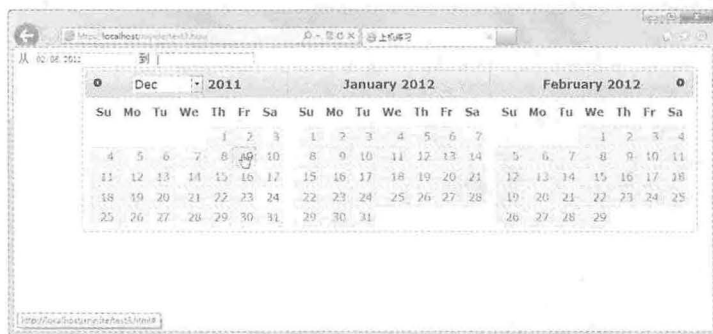 http://localhost
上机练习
从
到
Dec 2011 January 2012 February 2012
Su Mo Tu We Th Fr Sa Su Mo Tu We Th Fr Sa Su Mo Tu We Th Fr Sa
1 2 3 1 2 3 4 5 6 7 1 2 3 4
4 5 6 7 8 9 10 8 9 10 11 12 13 14 5 6 7 8 9 10 11
11 12 13 14 15 16 17 15 16 17 18 19 20 21 12 13 14 15 16 17 18
18 19 20 21 22 23 24 22 23 24 25 26 27 28 19 20 21 22 23 24 25
25 26 27 28 29 30 31 29 30 31 26 27 28 29